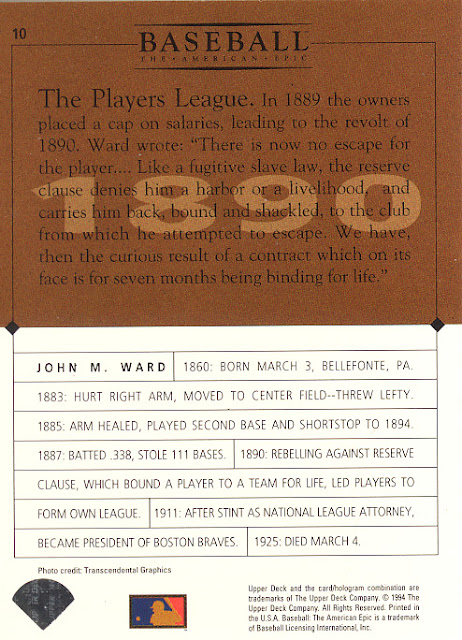 10
BASEBALL
THE • AMERICAN • EPIC
The Players League. In 1889 the owners
placed a cap on salaries, leading to the revolt of
1890. Ward wrote: “There is now no escape for
the player.... Like a fugitive slave law, the reserve
clause denies him a harbor or a livelihood, and
carries him back, bound and shackled, to the club
from which he attempted to escape. We have,
then the curious result of a contract which on its
face is for seven months being binding for life.”
1890
JOHN M. WARD 1860: BORN MARCH 3, BELLEFONTE, PA.
1883: HURT RIGHT ARM, MOVED TO CENTER FIELD--THREW LEFTY.
1885: ARM HEALED, PLAYED SECOND BASE AND SHORTSTOP TO 1894.
1887: BATTED .338, STOLE 111 BASES. 1890: REBELLING AGAINST RESERVE
CLAUSE, WHICH BOUND A PLAYER TO A TEAM FOR LIFE, LED PLAYERS TO
FORM OWN LEAGUE. 1911: AFTER STINT AS NATIONAL LEAGUE ATTORNEY,
BECAME PRESIDENT OF BOSTON BRAVES. 1925: DIED MARCH 4.
Photo credit: Transcendental Graphics
Upper Deck and the card/hologram combination are
trademarks of The Upper Deck Company. © 1994 The
Upper Deck Company. All Rights Reserved. Printed in
the U.S.A. Baseball: The American Epic is a trademark
of Baseball Licensing International, Inc.